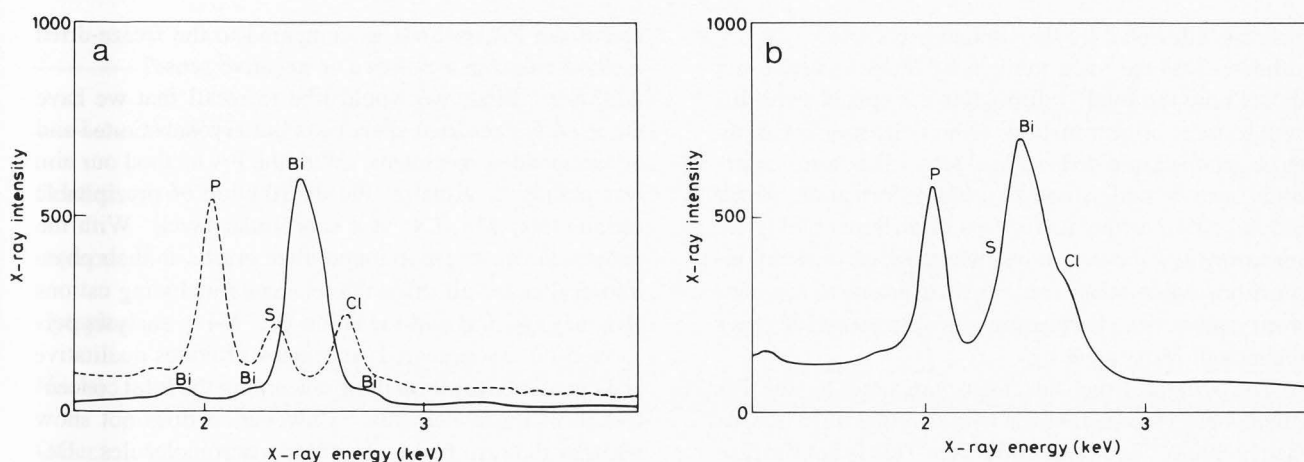 a
1000
X-ray intensity
500
0
P
S
Bi
Cl
Bi
Bi
Bi
2
3
X-ray energy (keV)
b
1000
X-ray intensity
500
0
P
S
Bi
Cl
2
3
X-ray energy (keV)